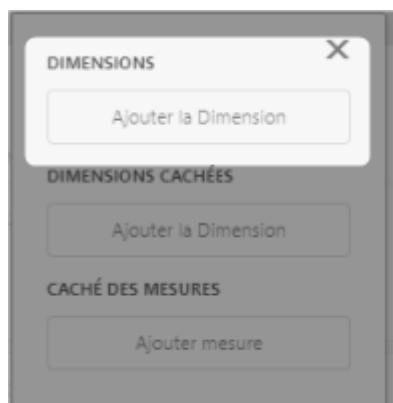 DIMENSIONS
Ajouter la Dimension
DIMENSIONS CACHÉES
Ajouter la Dimension
CACHÉ DES MESURES
Ajouter mesure